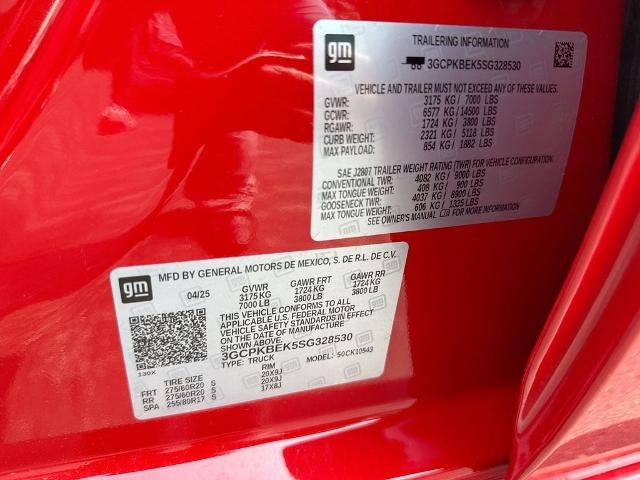 gm
TRAILERING INFORMATION
3GCPKBEK5SG328530
VEHICLE AND TRAILER MUST NOT EXCEED ANY OF THESE VALUES.
GVWR: 3175 KG / 7000 LBS
GCWR: 6577 KG / 14500 LBS
RGAWR: 1724 KG / 3800 LBS
CURB WEIGHT: 2321 KG / 5118 LBS
MAX PAYLOAD: 854 KG / 1882 LBS
SAE J2807 TRAILER WEIGHT RATING (TWR) FOR VEHICLE CONFIGURATION
CONVENTIONAL TWR: 4082 KG / 9000 LBS
MAX TONGUE WEIGHT: 408 KG / 900 LBS
GOOSENECK TWR: 4037 KG / 8900 LBS
MAX TONGUE WEIGHT: 606 KG / 1335 LBS
SEE OWNER'S MANUAL FOR MORE INFORMATION
gm
MFD BY GENERAL MOTORS DE MEXICO, S. DE R.L. DE C.V.
04/25
GVWR GAWR FRT GAWR RR
3175 KG 1724 KG 1724 KG
7000 LB 3800 LB 3800 LB
THIS VEHICLE CONFORMS TO ALL
APPLICABLE U.S. FEDERAL MOTOR
VEHICLE SAFETY STANDARDS IN EFFECT
ON THE DATE OF MANUFACTURE
SHOWN ABOVE.
3GCPKBEK5SG328530
TYPE: TRUCK MODEL: 50CK10543
130X
TIRE SIZE RIM
FRT 275/60R20 S 20X9J
RR 275/60R20 S 20X9J
SPA 255/80R17 S 17X8J